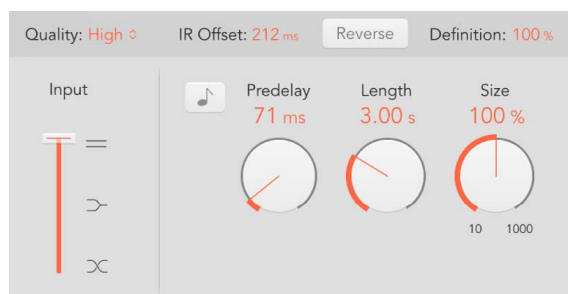 Quality: High IR Offset: 212 ms Reverse Definition: 100 %
Input Predelay Length Size
71 ms 3.00 s 100 %
10 1000